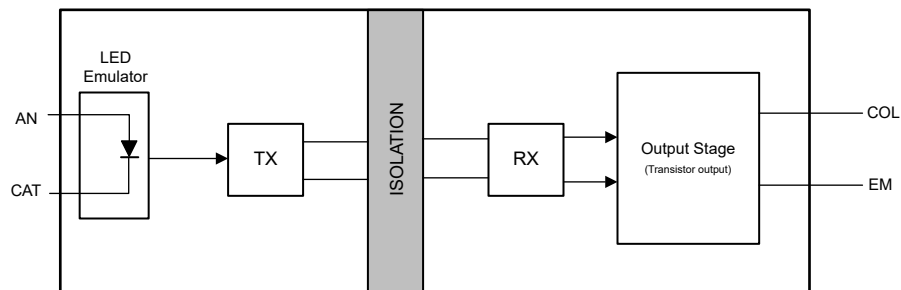 LED
Emulator
AN
CAT
TX
ISOLATION
RX
Output Stage
(Transistor output)
COL
EM